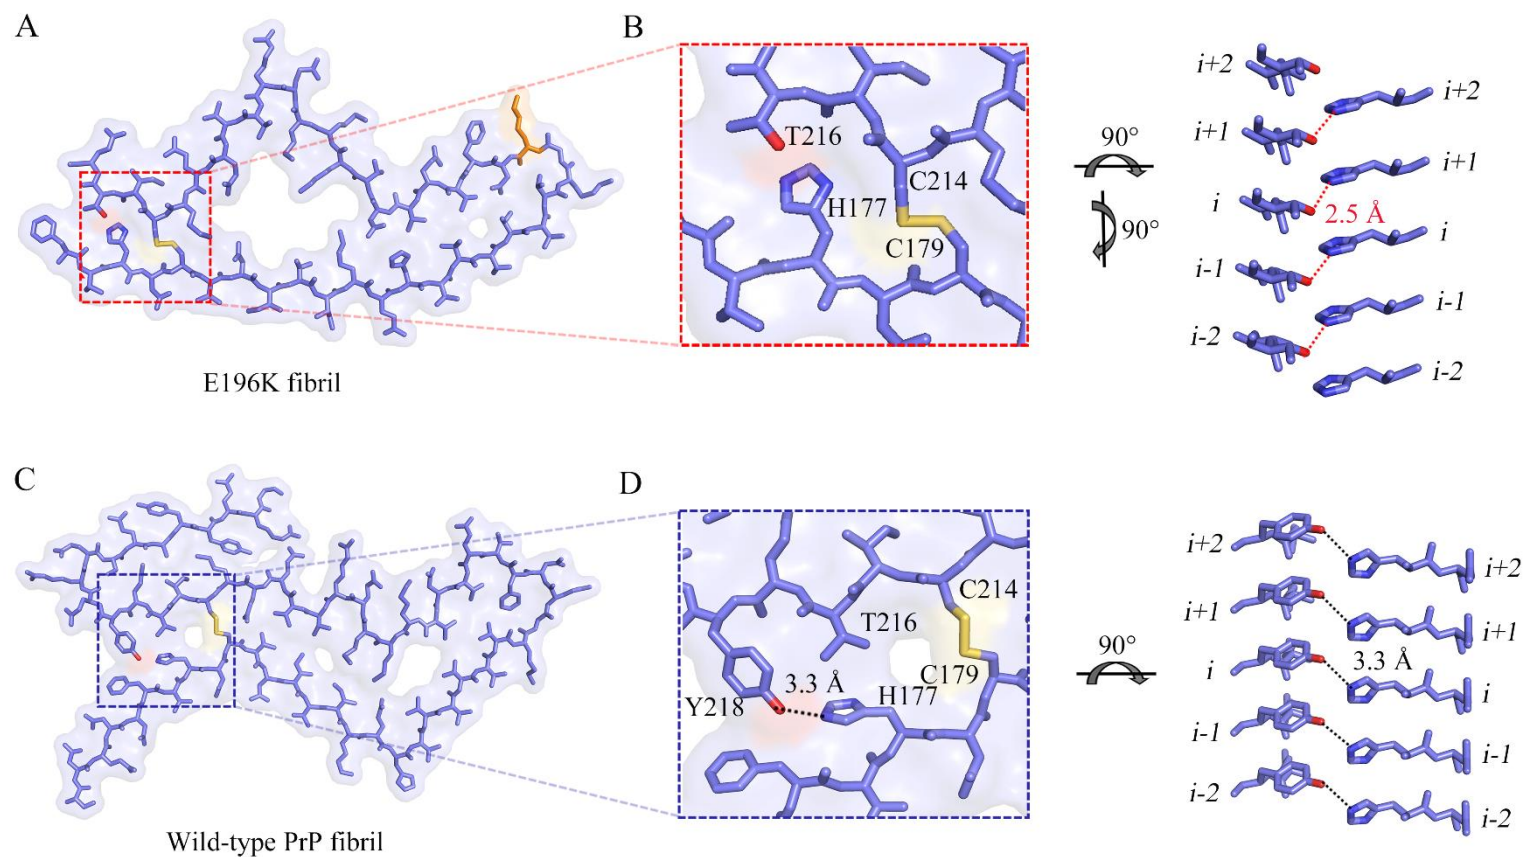 A
B
T216
C214
H177
C179
90°
90°
i+2
i+2
i+1
i+1
i
2.5 Å
i
i-1
i-1
i-2
i-2
E196K fibril
C
D
C214
T216
C179
3.3 Å
H177
Y218
90°
i+2
i+2
i+1
i+1
i
3.3 Å
i
i-1
i-1
i-2
i-2
Wild-type PrP fibril